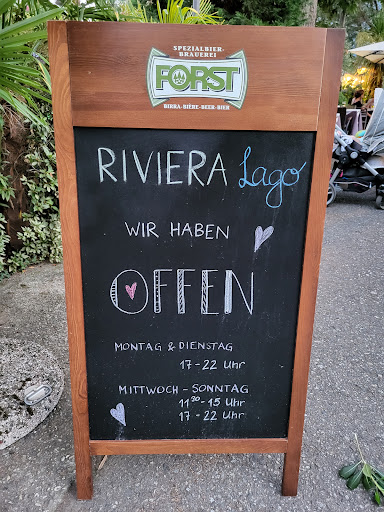 SPEZIALBIER-
BRAUEREI
FORST
BIRRA-BIÈRE-BEER-BIER
RIVIERA Lago
WIR HABEN
OFFEN
MONTAG & DIENSTAG
17-22 Uhr
MITTWOCH - SONNTAG
11³⁰-15 Uhr
17-22 Uhr